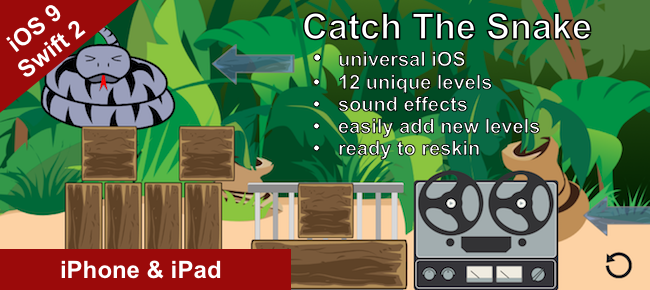 iOS 9
Swift 2
Catch The Snake
• universal iOS
• 12 unique levels
• sound effects
• easily add new levels
• ready to reskin
iPhone & iPad